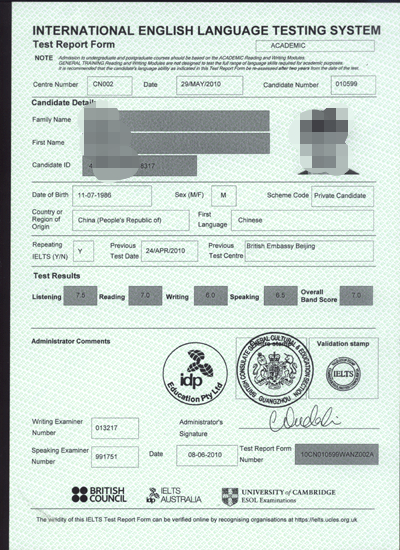 INTERNATIONAL ENGLISH LANGUAGE TESTING SYSTEM
Test Report Form ACADEMIC
NOTE Admission to undergraduate and postgraduate courses should be based on the ACADEMIC Reading and Writing Modules.
GENERAL TRAINING Reading and Writing Modules are not designed to test the full range of language skills required for academic purposes.
It is recommended that the candidate's language ability as indicated in this Test Report Form be re-assessed after two years from the date of the test.
Centre Number CN002 Date 29/MAY/2010 Candidate Number 010599
Candidate Details
Family Name
First Name
Candidate ID 8317
Date of Birth 11-07-1986 Sex (M/F) M Scheme Code Private Candidate
Country or Region of Origin China (People's Republic of) First Language Chinese
Repeating IELTS (Y/N) Y Previous Test Date 24/APR/2010 Previous Test Centre British Embassy Beijing
Test Results
Listening 7.5 Reading 7.0 Writing 6.0 Speaking 6.5 Overall Band Score 7.0
Administrator Comments Centre stamp Validation stamp
idp Education Pty Ltd
BRITISH CONSULATE GENERAL CULTURAL & EDUCATION SECTION GUANGZHOU
IELTS
Writing Examiner Number 013217 Administrator's Signature
Speaking Examiner Number 991751 Date 08-06-2010 Test Report Form Number 10CN010599WANZ002A
BRITISH COUNCIL idp IELTS AUSTRALIA UNIVERSITY of CAMBRIDGE ESOL Examinations
The validity of this IELTS Test Report Form can be verified online by recognising organisations at https://ielts.ucles.org.uk